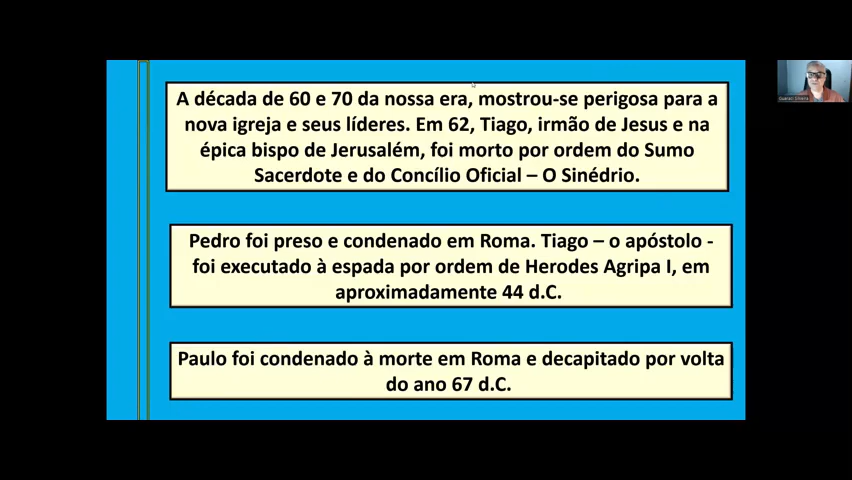 A década de 60 e 70 da nossa era, mostrou-se perigosa para a
nova igreja e seus líderes. Em 62, Tiago, irmão de Jesus e na
épica bispo de Jerusalém, foi morto por ordem do Sumo
Sacerdote e do Concílio Oficial – O Sinédrio.
Pedro foi preso e condenado em Roma. Tiago – o apóstolo -
foi executado à espada por ordem de Herodes Agripa I, em
aproximadamente 44 d.C.
Paulo foi condenado à morte em Roma e decapitado por volta
do ano 67 d.C.